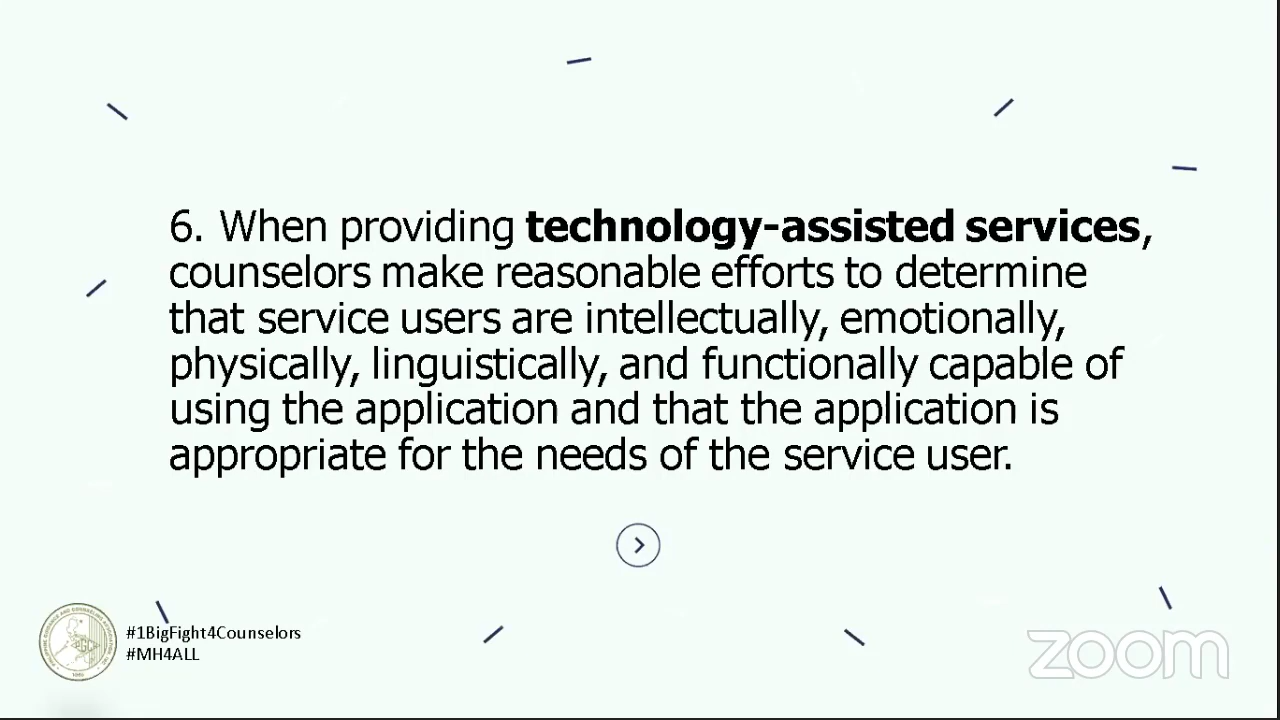 6. When providing technology-assisted services,
counselors make reasonable efforts to determine
that service users are intellectually, emotionally,
physically, linguistically, and functionally capable of
using the application and that the application is
appropriate for the needs of the service user.
#1BigFight4Counselors
#MH4ALL
zoom